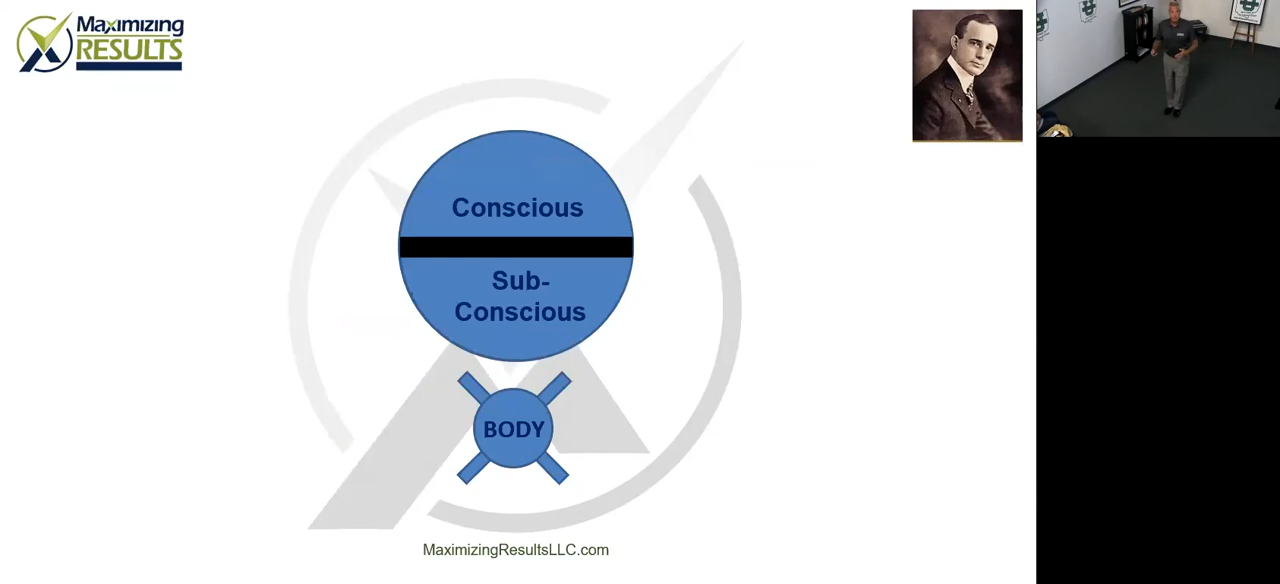 Maximizing
RESULTS
Conscious
Sub-
Conscious
BODY
MaximizingResultsLLC.com